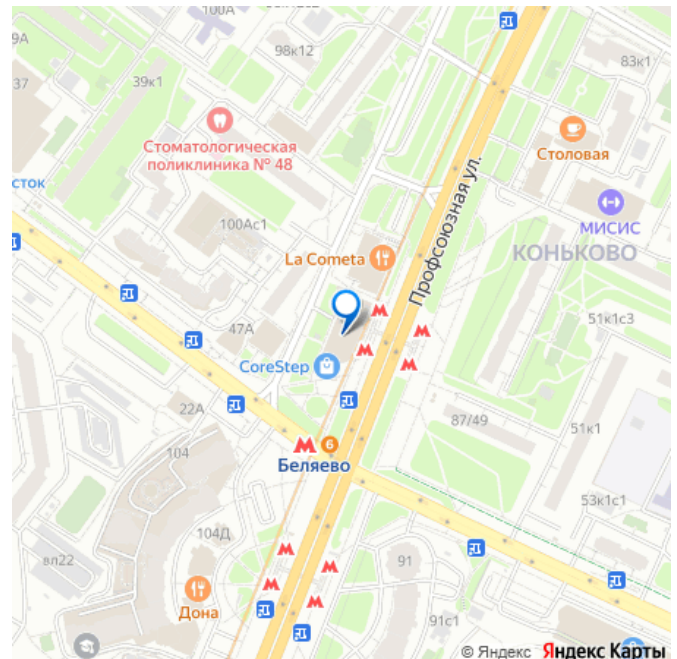 100А
98к12
9А
37
39к1
83к1
Столовая
Стоматологическая
поликлиника № 48
сток
МИСИС
КОНЬКОВО
100Ас1
La Cometa
Профсоюзная ул.
47А
51к1с3
CoreStep
22А
87/49
51к1
104
6
Беляево
53к1с1
104Д
вл22
91
Дона
91с1
© Яндекс Яндекс Карты